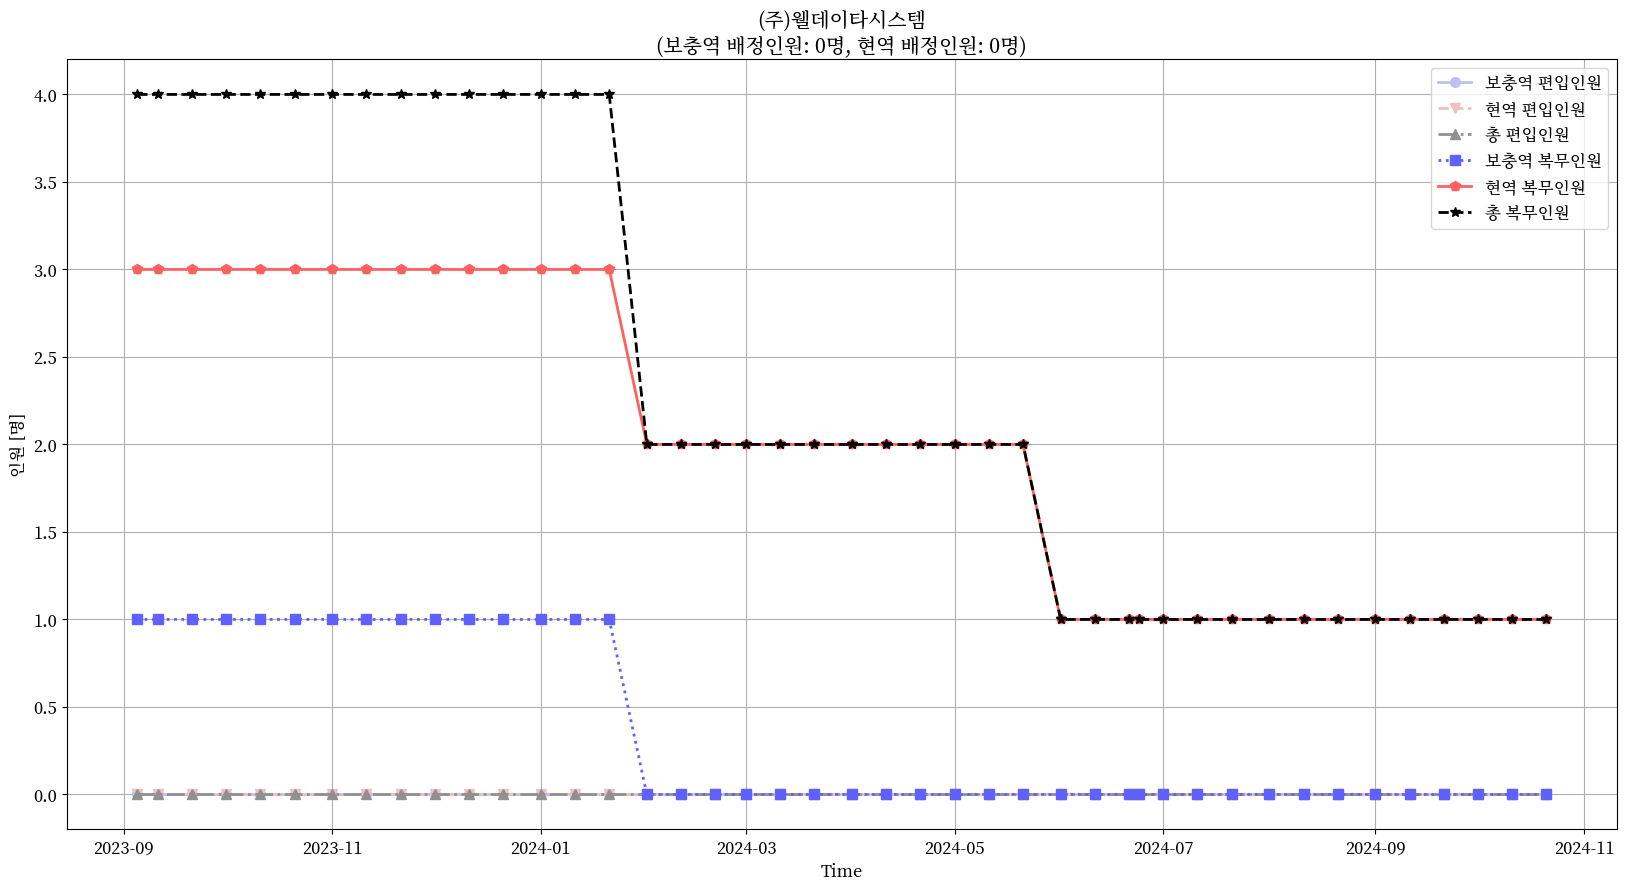 (주)웰데이타시스템
(보충역 배정인원: 0명, 현역 배정인원: 0명)
보충역 편입인원
현역 편입인원
총 편입인원
보충역 복무인원
현역 복무인원
총 복무인원
인원 [명]
4.0
3.5
3.0
2.5
2.0
1.5
1.0
0.5
0.0
2023-09 2023-11 2024-01 2024-03 2024-05 2024-07 2024-09 2024-11
Time